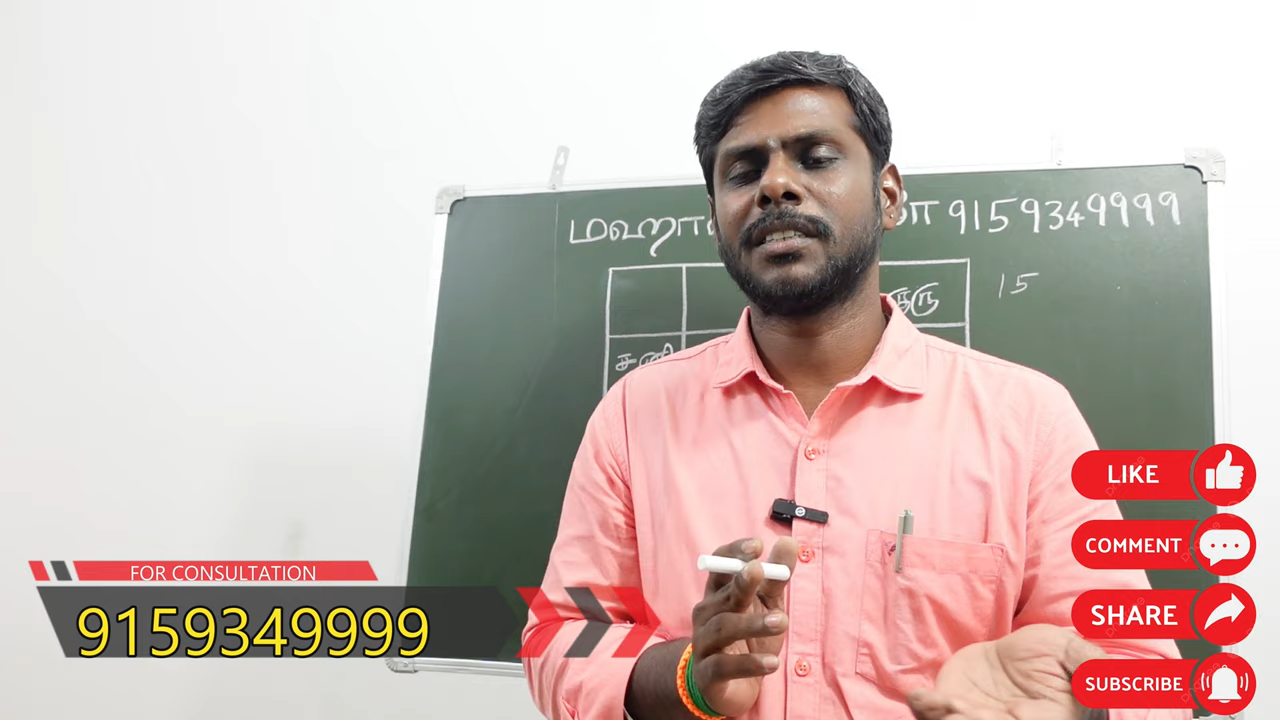 9159349999
குரு
15
சனி
LIKE
COMMENT
SHARE
SUBSCRIBE
FOR CONSULTATION
9159349999